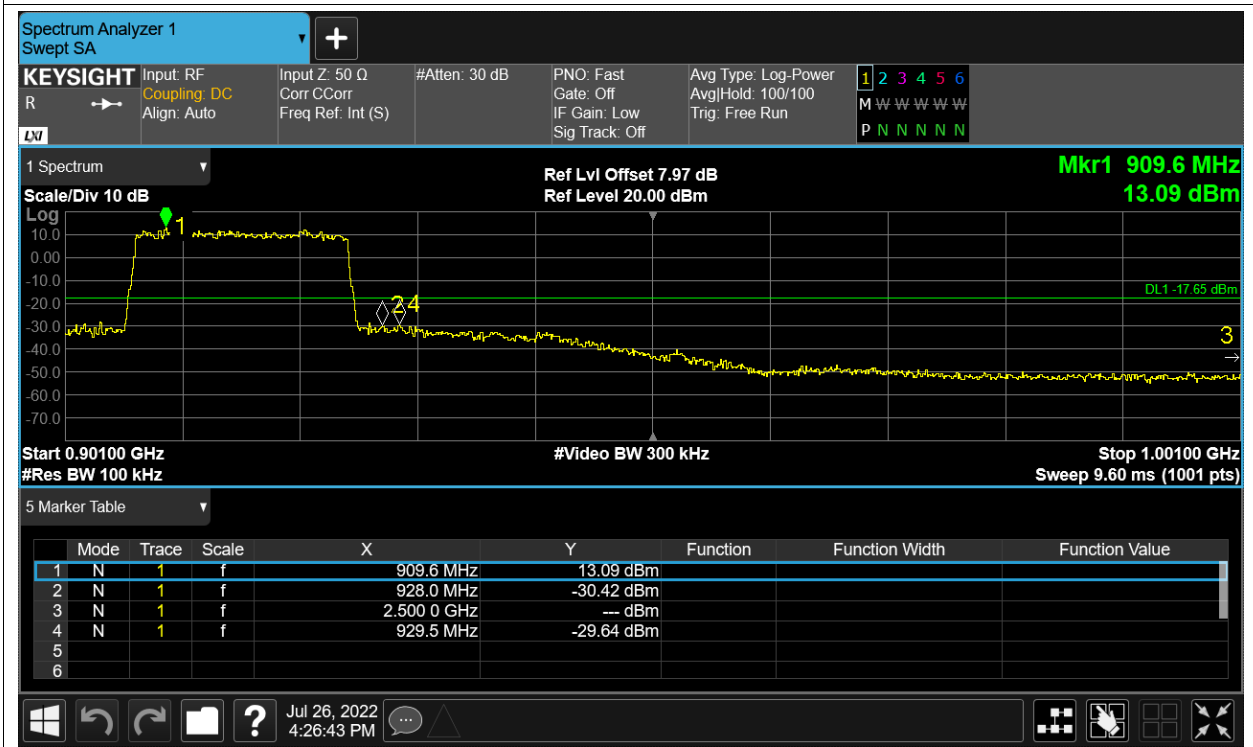 Spectrum Analyzer 1
Swept SA
KEYSIGHT Input: RF Input Z: 50 Ω #Atten: 30 dB PNO: Fast Avg Type: Log-Power 1 2 3 4 5 6
R Coupling: DC Corr CCorr Gate: Off Avg|Hold: 100/100 M W W W W W
Align: Auto Freq Ref: Int (S) IF Gain: Low Trig: Free Run
LXI Sig Track: Off P N N N N N
1 Spectrum Ref Lvl Offset 7.97 dB Mkr1 909.6 MHz
Scale/Div 10 dB Ref Level 20.00 dBm 13.09 dBm
Log
1
10.0
0.00
-10.0
DL1 -17.65 dBm
-20.0
2 4
-30.0
3
-40.0
-50.0
-60.0
-70.0
Start 0.90100 GHz #Video BW 300 kHz Stop 1.00100 GHz
#Res BW 100 kHz Sweep 9.60 ms (1001 pts)
5 Marker Table
Mode Trace Scale X Y Function Function Width Function Value
1 N 1 f 909.6 MHz 13.09 dBm
2 N 1 f 928.0 MHz -30.42 dBm
3 N 1 f 2.500 0 GHz --- dBm
4 N 1 f 929.5 MHz -29.64 dBm
5
6
? Jul 26, 2022
4:26:43 PM